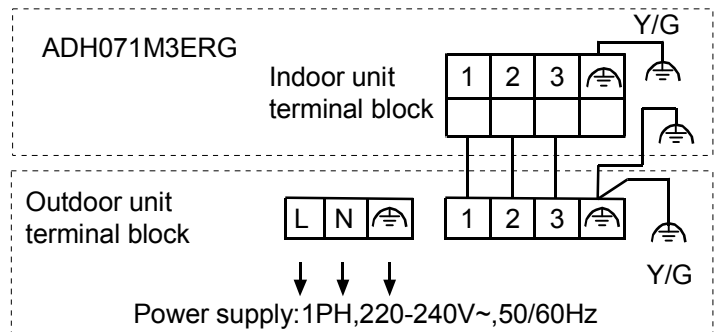 Y/G
ADH071M3ERG
Indoor unit
terminal block
1 2 3
Outdoor unit
terminal block
L N
1 2 3
Y/G
Power supply:1PH,220-240V~,50/60Hz